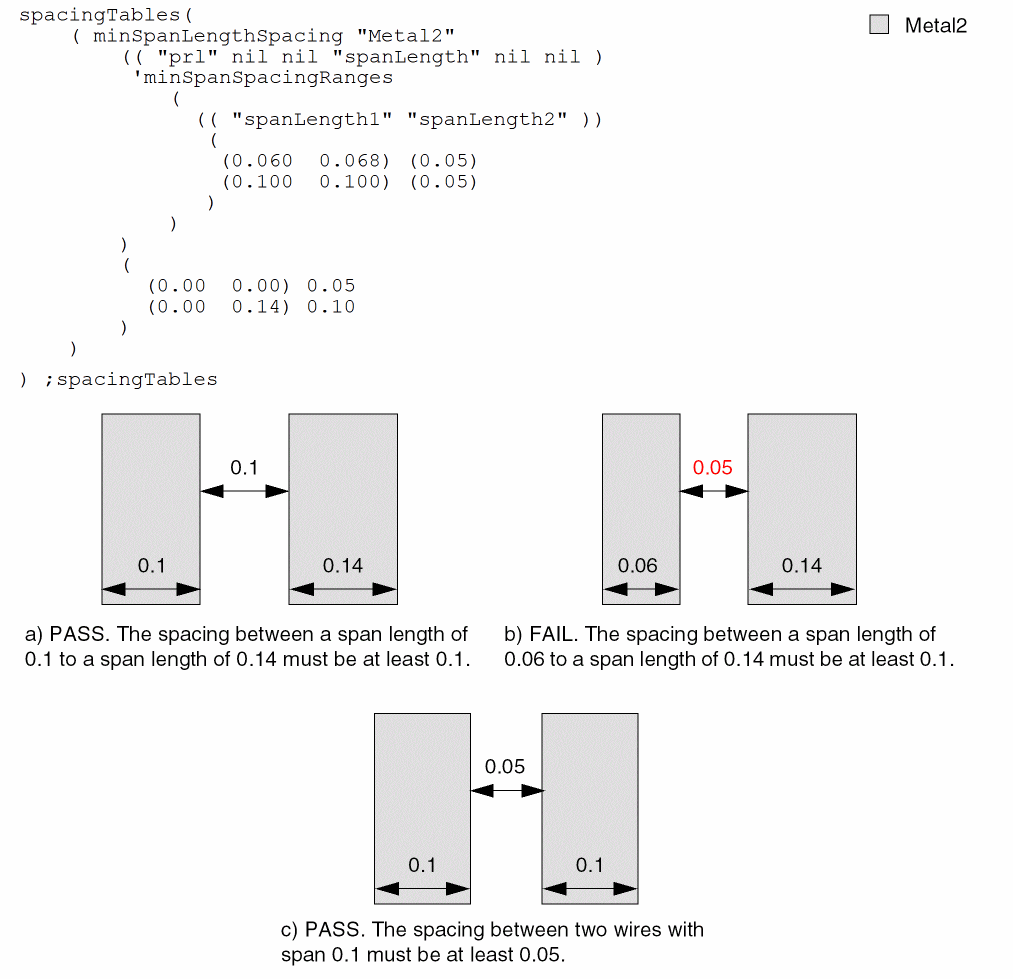 spacingTables(
( minSpanLengthSpacing "Metal2"
(( "prl" nil nil "spanLength" nil nil )
'minSpanSpacingRanges
(
(( "spanLength1" "spanLength2" ))
(
(0.060 0.068) (0.05)
(0.100 0.100) (0.05)
)
)
)
(
(0.00 0.00) 0.05
(0.00 0.14) 0.10
)
)
) ;spacingTables
Metal2
0.1
0.1
0.14
a) PASS. The spacing between a span length of
0.1 to a span length of 0.14 must be at least 0.1.
0.05
0.06
0.14
b) FAIL. The spacing between a span length of
0.06 to a span length of 0.14 must be at least 0.1.
0.05
0.1
0.1
c) PASS. The spacing between two wires with
span 0.1 must be at least 0.05.